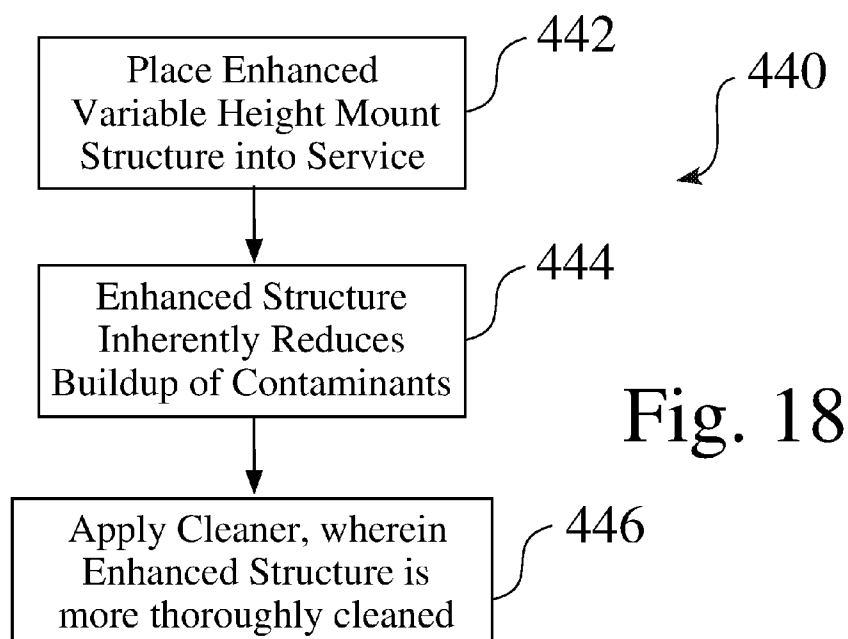 Place Enhanced
Variable Height Mount
Structure into Service
442
440
Enhanced Structure
Inherently Reduces
Buildup of Contaminants
444
Fig. 18
Apply Cleaner, wherein
Enhanced Structure is
more thoroughly cleaned
446